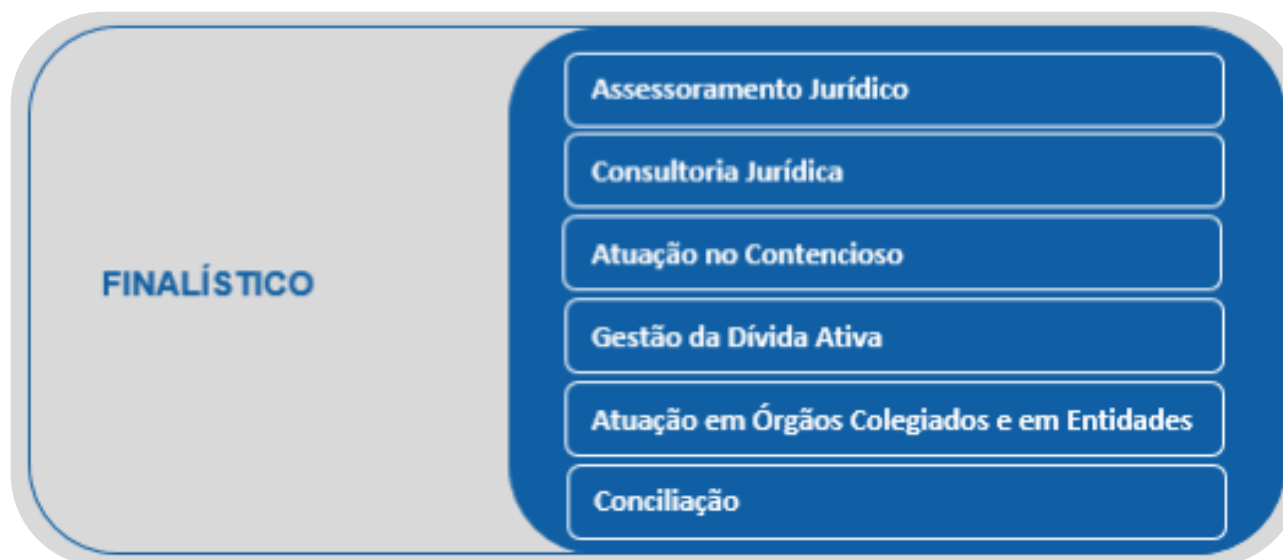 FINALÍSTICO
Assessoramento Jurídico
Consultoria Jurídica
Atuação no Contencioso
Gestão da Dívida Ativa
Atuação em Órgãos Colegiados e em Entidades
Conciliação